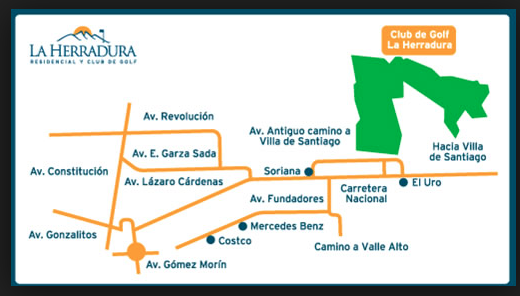 LA HERRADURA
RESIDENCIAL Y CLUB DE GOLF
Club de Golf
La Herradura
Av. Revolución
Av. Antiguo camino a
Villa de Santiago
Hacia Villa
de Santiago
Av. E. Garza Sada
Av. Constitución
Av. Lázaro Cárdenas
Soriana
El Uro
Carretera
Nacional
Av. Fundadores
Mercedes Benz
Av. Gonzalitos
Costco
Camino a Valle Alto
Av. Gómez Morín